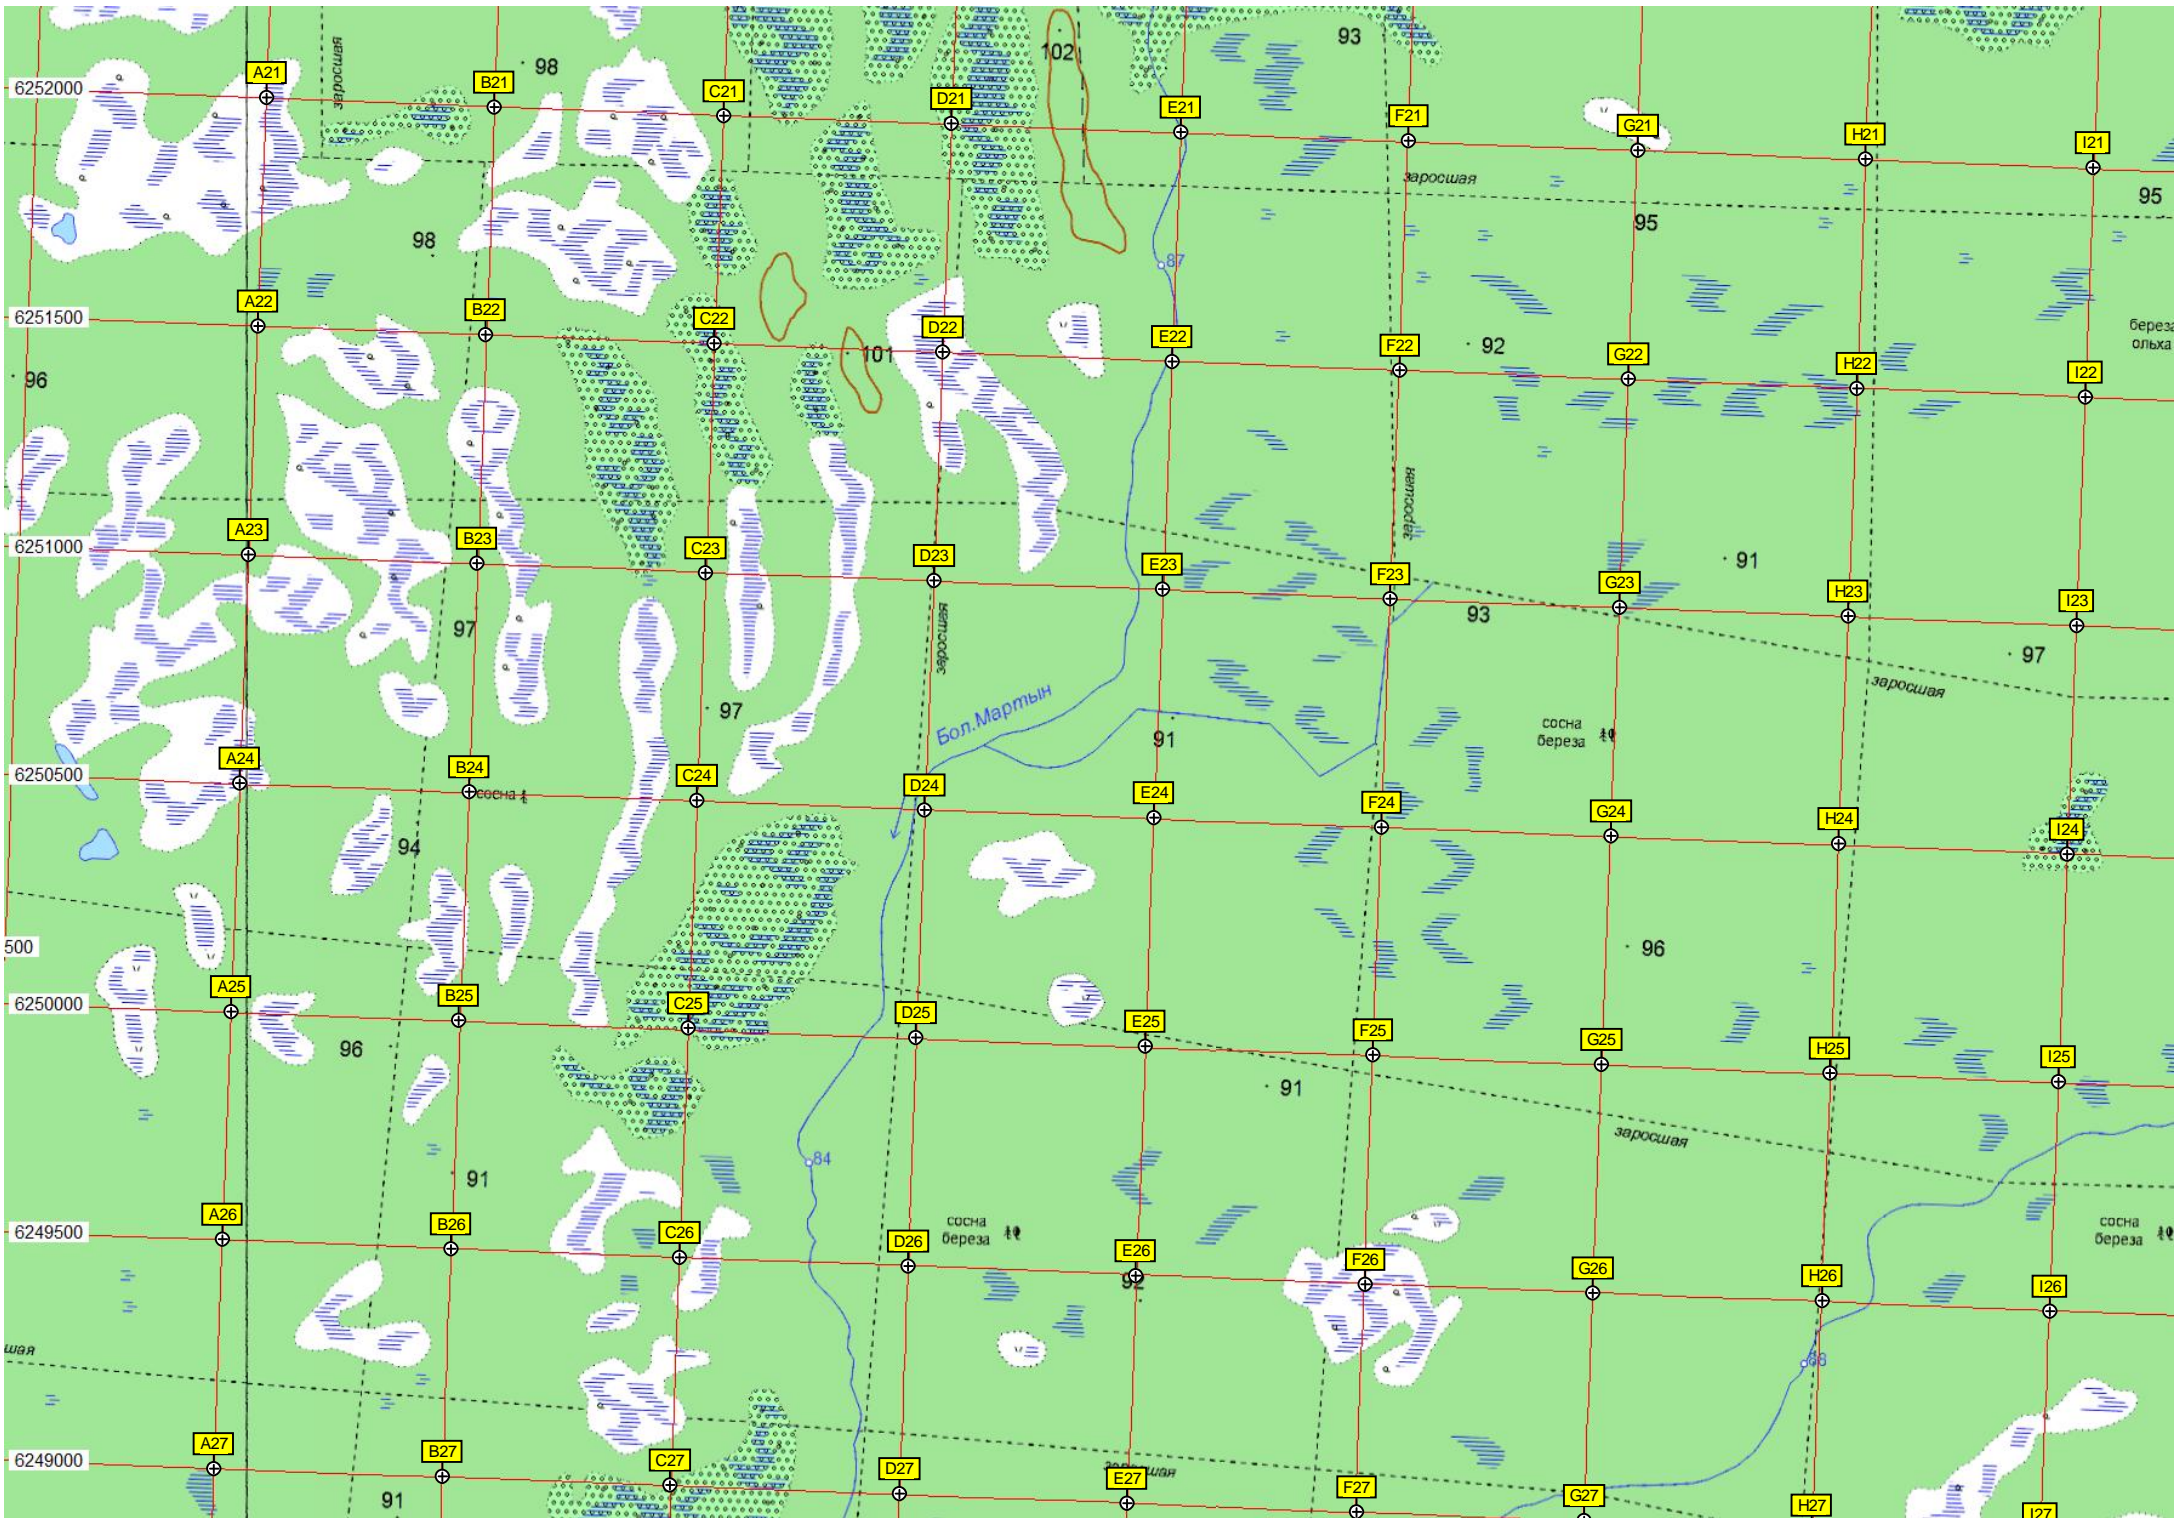 102
93
98
заросшая
A21
6252000
B21
C21
D21
E21
F21
G21
H21
I21
заросшая
95
95
98
87
A22
6251500
B22
C22
D22
E22
F22
G22
H22
I22
101
92
96
береза
ольха
заросшая
A23
6251000
B23
C23
D23
E23
F23
G23
H23
I23
91
93
97
97
заросшая
заросшая
97
Бол.Мартын
91
сосна
береза
A24
6250500
B24
сосна
C24
D24
E24
F24
G24
H24
I24
94
96
500
A25
6250000
B25
C25
D25
E25
F25
G25
H25
I25
96
91
заросшая
84
91
A26
6249500
B26
C26
D26
сосна
береза
E26
92
F26
G26
H26
I26
сосна
береза
шая
88
A27
6249000
B27
C27
D27
E27
F27
G27
H27
I27
91